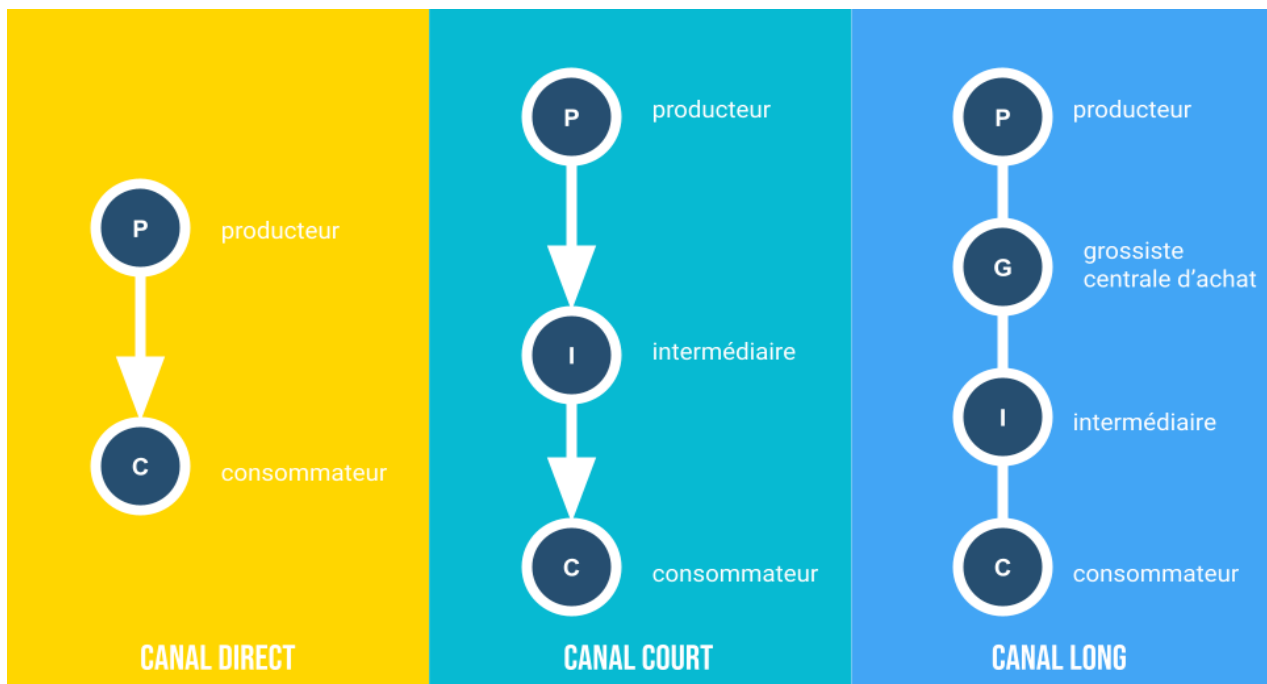 P
producteur
C
consommateur
CANAL DIRECT
P
producteur
I
intermédiaire
C
consommateur
CANAL COURT
P
producteur
G
grossiste
centrale d’achat
I
intermédiaire
C
consommateur
CANAL LONG